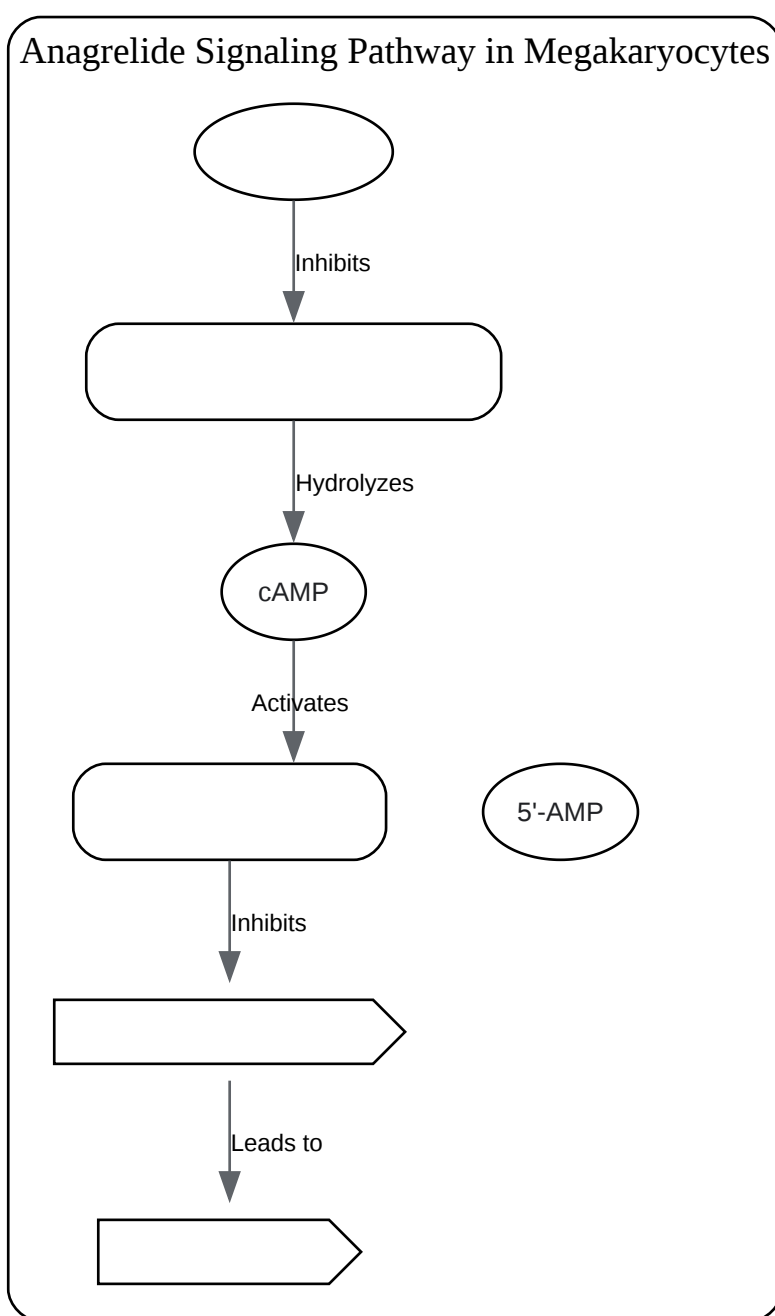 Anagrelide Signaling Pathway in Megakaryocytes
Inhibits
Hydrolyzes
cAMP
Activates
5'-AMP
Inhibits
Leads to